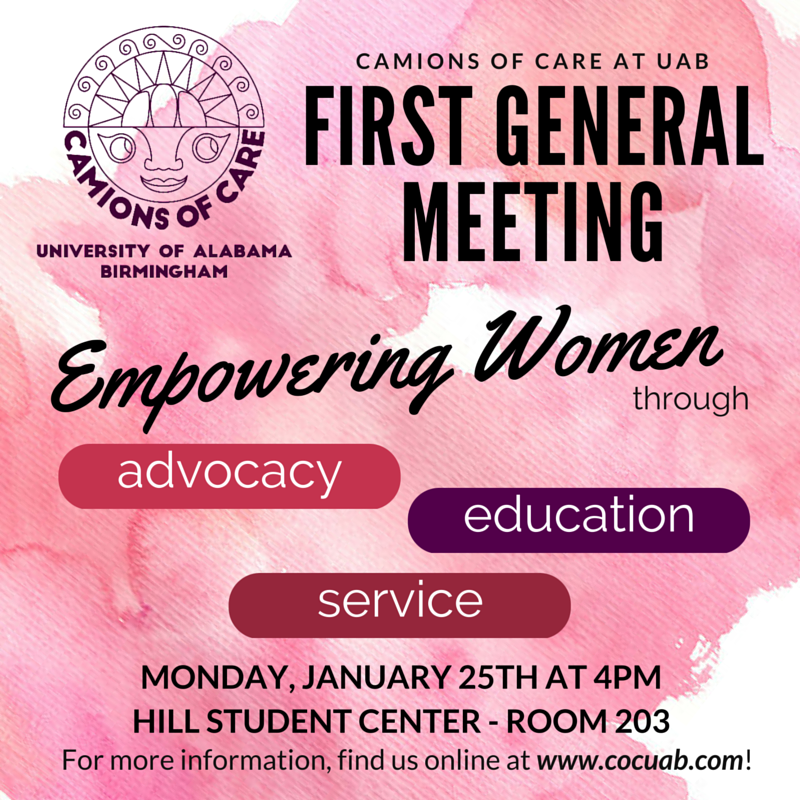 CAMIONS OF CARE
UNIVERSITY OF ALABAMA
BIRMINGHAM
CAMIONS OF CARE AT UAB
FIRST GENERAL
MEETING
Empowering Women
through
advocacy
education
service
MONDAY, JANUARY 25TH AT 4PM
HILL STUDENT CENTER - ROOM 203
For more information, find us online at www.cocuab.com!